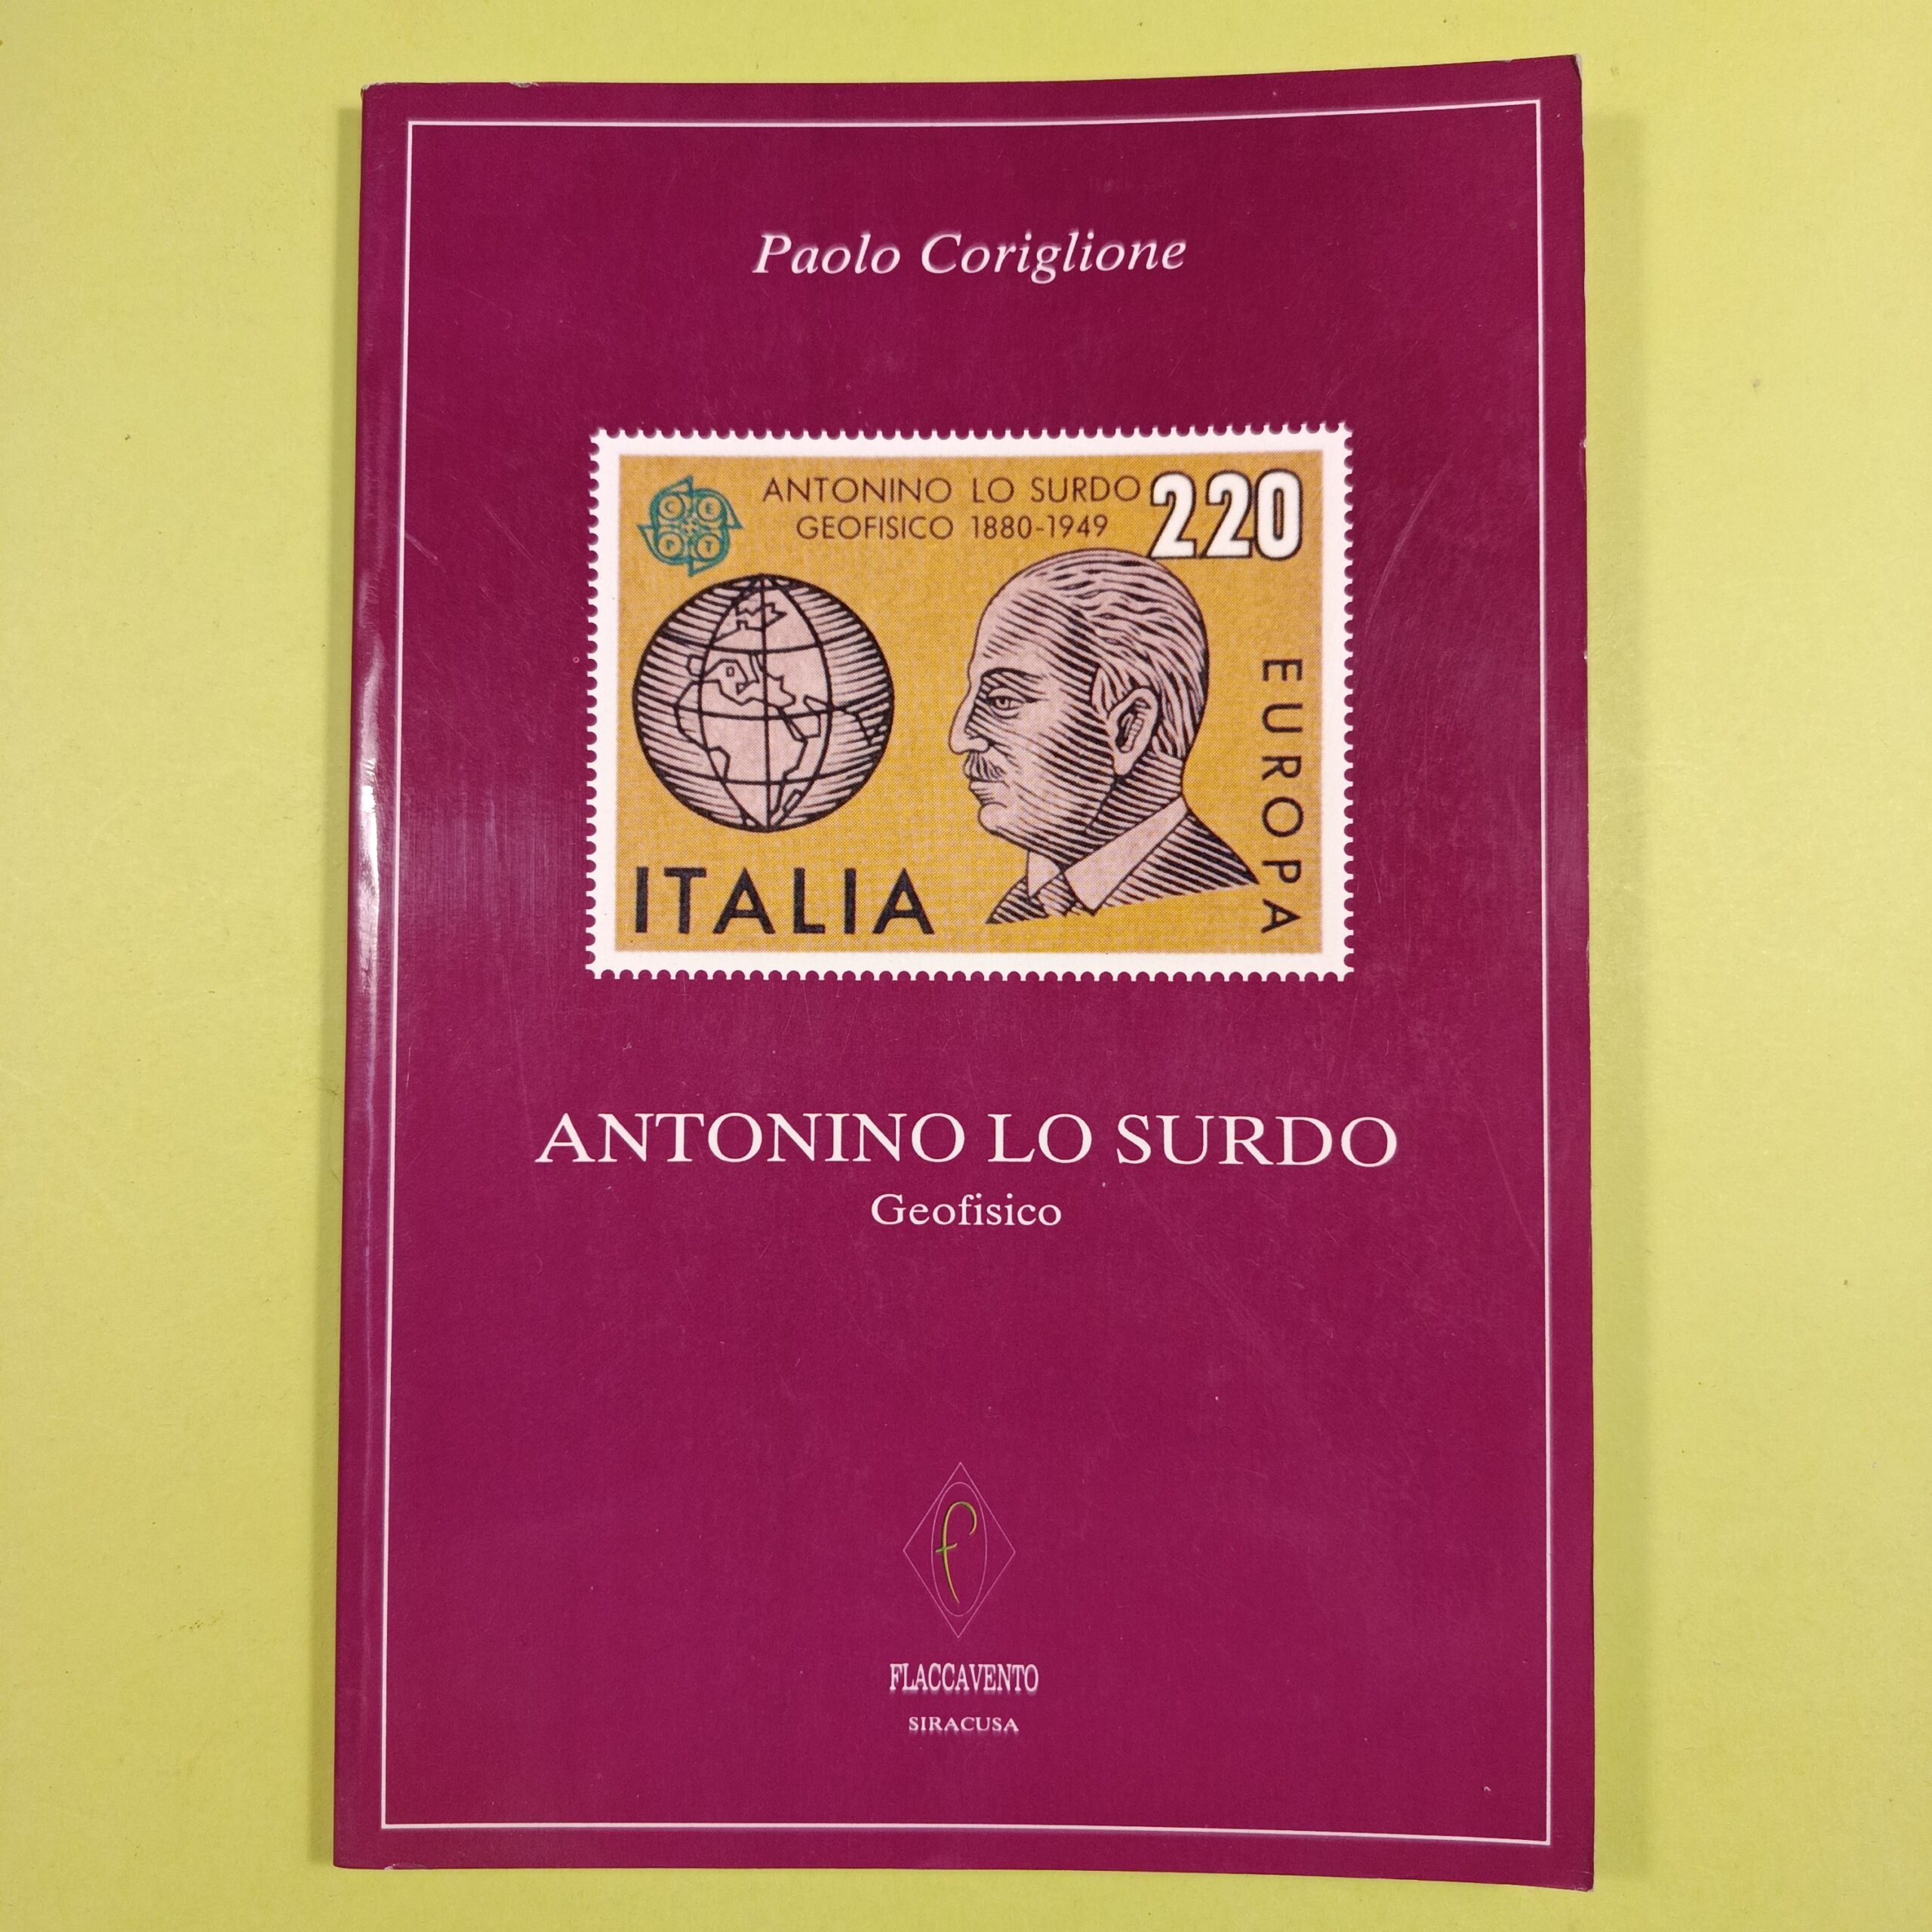 Paolo Coriglione
ANTONINO LO SURDO
GEOFISICO 1880-1949
220
C E
P T
EUROPA
ITALIA
ANTONINO LO SURDO
Geofisico
f
FLACCAVENTO
SIRACUSA